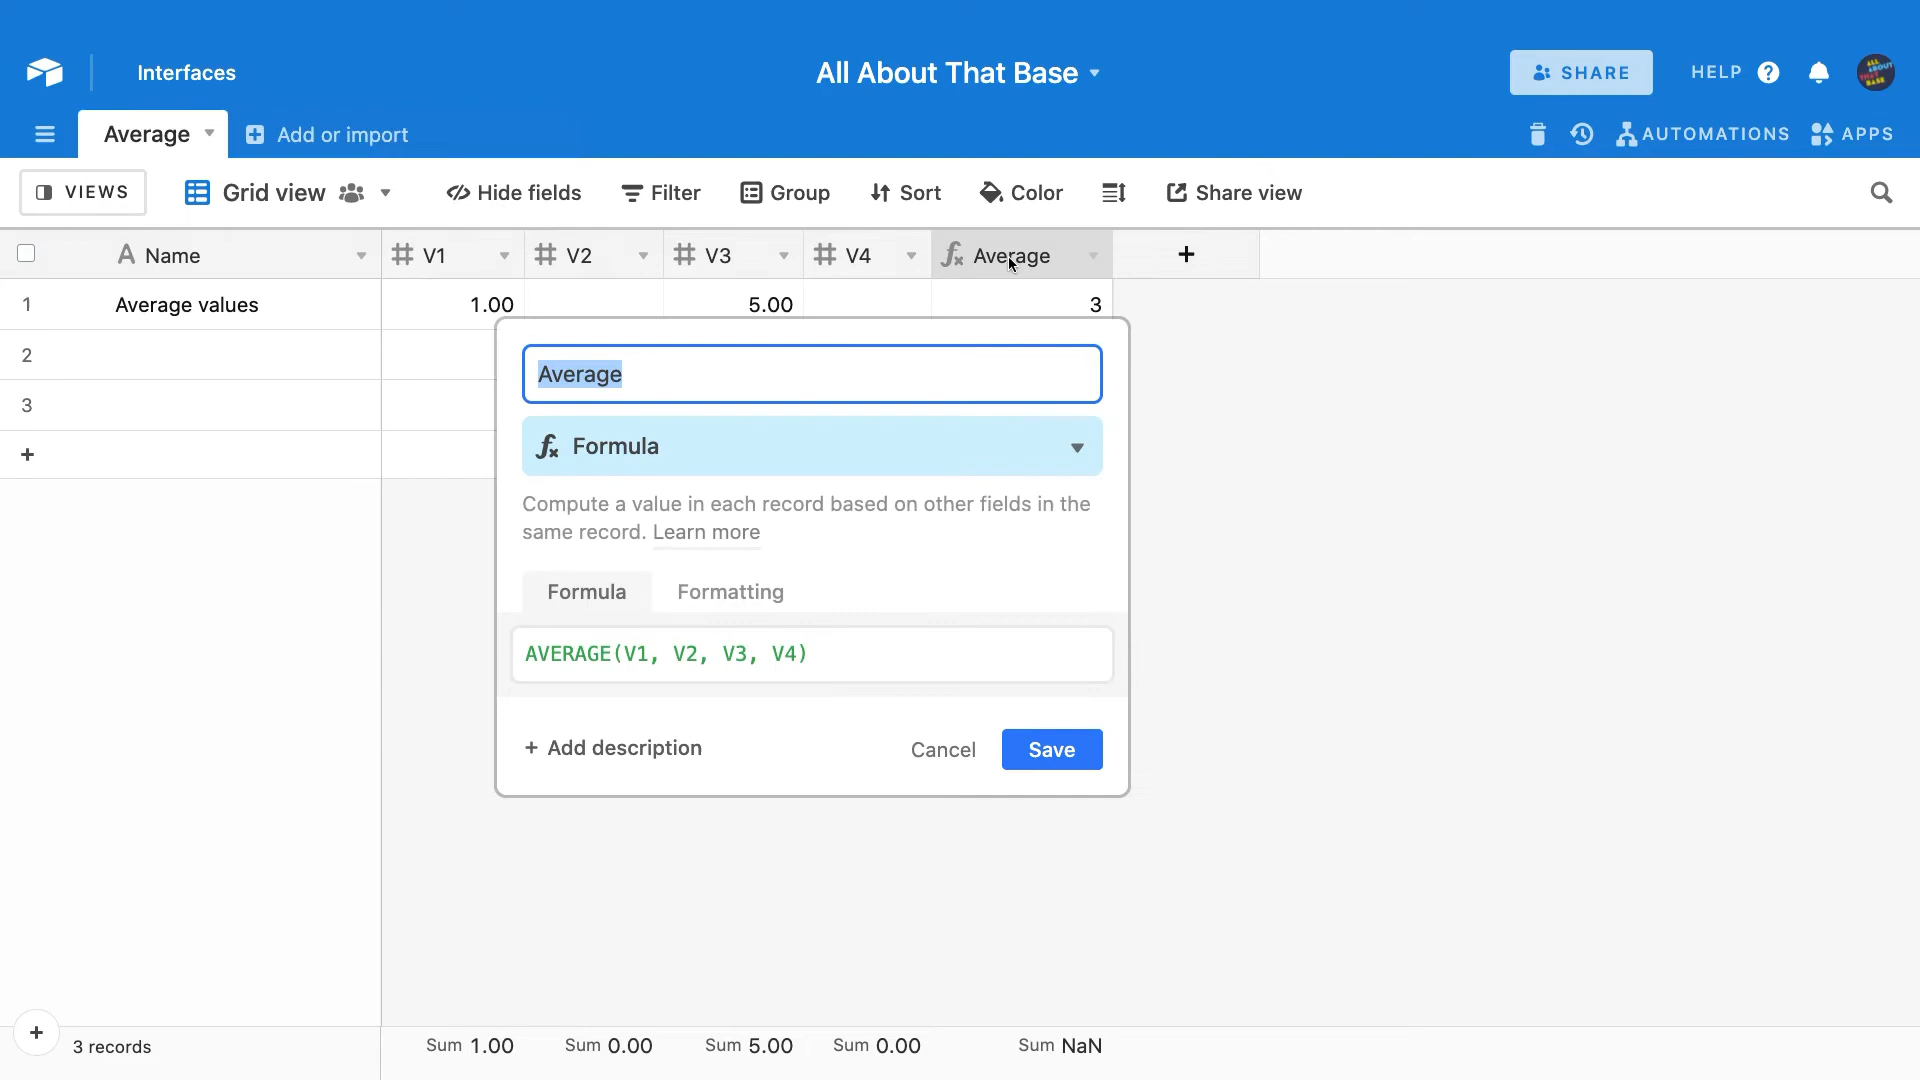 Interfaces
All About That Base
SHARE
HELP
Average
Add or import
AUTOMATIONS
APPS
VIEWS
Grid view
Hide fields
Filter
Group
Sort
Color
Share view
Name
V1
V2
V3
V4
Average
1
Average values
1.00
5.00
3
2
3
Average
Formula
Compute a value in each record based on other fields in the
same record. Learn more
Formula
Formatting
AVERAGE(V1, V2, V3, V4)
+ Add description
Cancel
Save
3 records
Sum 1.00
Sum 0.00
Sum 5.00
Sum 0.00
Sum NaN